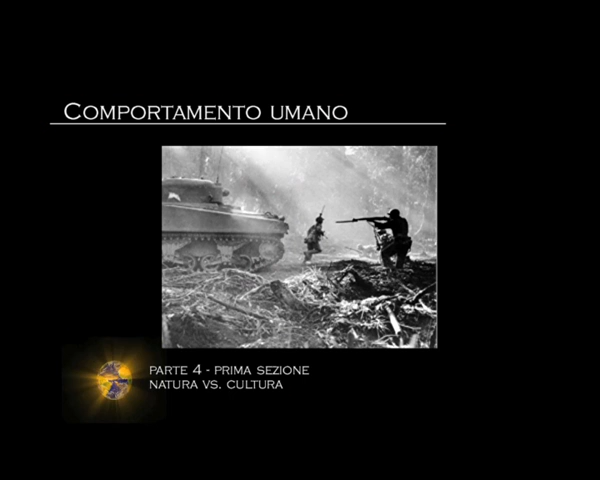 Comportamento umano
parte 4 - prima sezione
natura vs. cultura